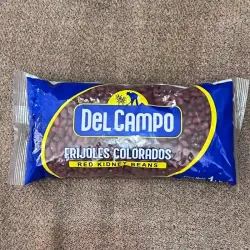 DEL CAMPO
FRIJOLES COLORADOS
RED KIDNEY BEANS